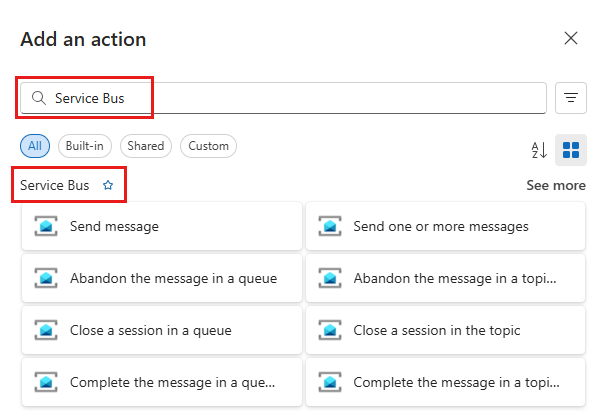 Add an action
Service Bus
All Built-in Shared Custom
Service Bus See more
Send message Send one or more messages
Abandon the message in a queue Abandon the message in a topi...
Close a session in a queue Close a session in the topic
Complete the message in a que... Complete the message in a topi...